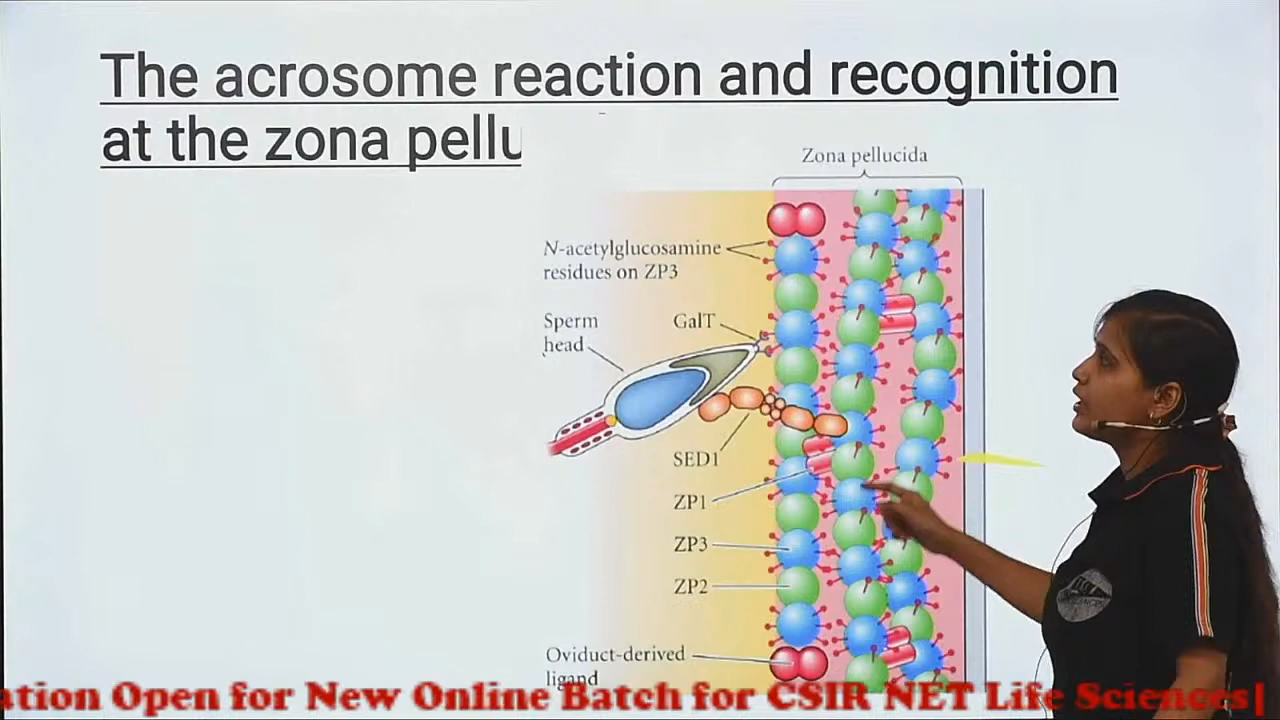 The acrosome reaction and recognition
at the zona pellu
Zona pellucida
N-acetylglucosamine
residues on ZP3
Sperm
head
GalT
SED1
ZP1
ZP3
ZP2
Oviduct-derived
ligand
ation Open for New Online Batch for CSIR NET Life Sciences|